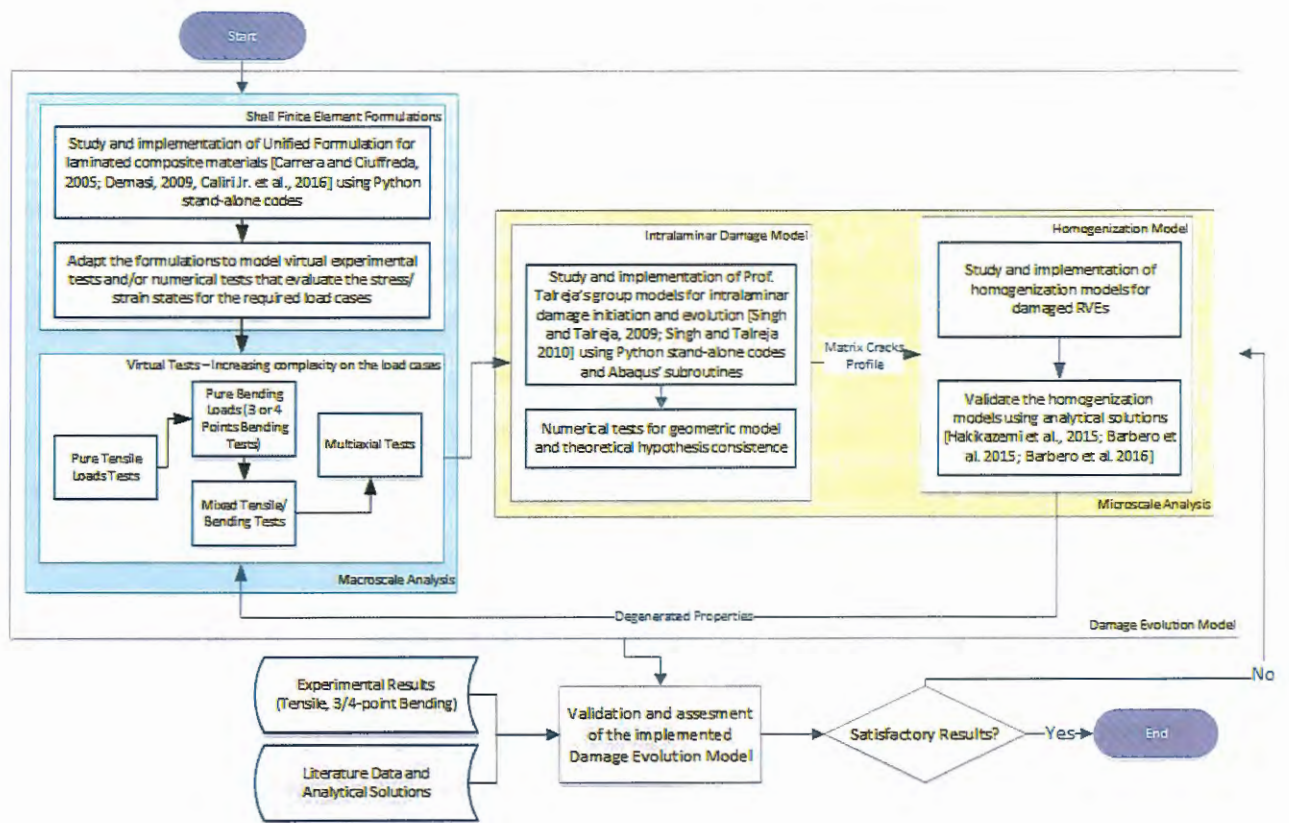 Start
Shell Finite Element Formulations
Study and implementation of Unified Formulation for
laminated composite materials [Carrera and Ciuffreda,
2005; Demasi, 2009, Caliri Jr. et al., 2016] using Python
stand-alone codes
Adapt the formulations to model virtual experimental
tests and/or numerical tests that evaluate the stress/
strain states for the required load cases
Virtual Tests – Increasing complexity on the load cases
Pure Tensile
Loads Tests
Pure Bending
Loads (3 or 4
Points Bending
Tests)
Mixed Tensile/
Bending Tests
Multiaxial Tests
Macroscale Analysis
Intralaminar Damage Model
Study and implementation of Prof.
Talreja's group models for intralaminar
damage initiation and evolution [Singh
and Talreja, 2009; Singh and Talreja
2010] using Python stand-alone codes
and Abaqus' subroutines
Numerical tests for geometric model
and theoretical hypothesis consistence
Matrix Cracks
Profile
Homogenization Model
Study and implementation of
homogenization models for
damaged RVEs
Validate the homogenization
models using analytical solutions
[Hakikazemi et al., 2015; Barbero et
al. 2015; Barbero et al. 2016]
Microscale Analysis
Degenerated Properties
Damage Evolution Model
Experimental Results
(Tensile, 3/4-point Bending)
Literature Data and
Analytical Solutions
Validation and assesment
of the implemented
Damage Evolution Model
Satisfactory Results?
No
Yes
End